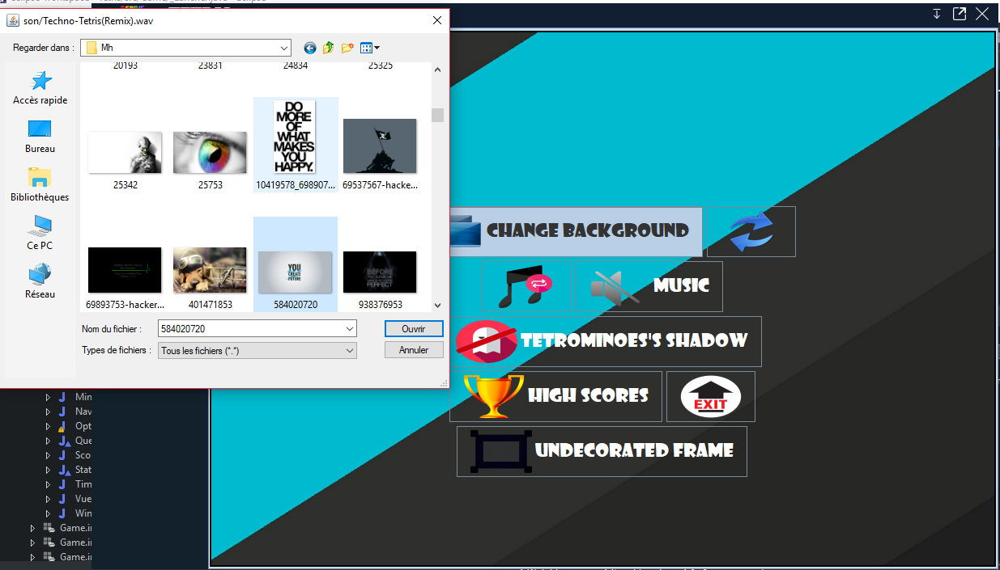 son/Techno-Tetris(Remix).wav
Regarder dans :
Mh
20193
23831
24834
25325
Accès rapide
Bureau
Bibliothèques
Ce PC
Réseau
DO
MORE
OF
WHAT
MAKES
YOU
HAPPY.
25342
25753
10419578_698907...
69537567-hacke...
YOU
CREATE
FUTURE
BEFORE
PERFECT
69893753-hacker...
401471853
584020720
938376953
Nom du fichier :
584020720
Ouvrir
Types de fichiers :
Tous les fichiers (*.*)
Annuler
CHANGE BACKGROUND
MUSIC
TETROMINOES'S SHADOW
HIGH SCORES
EXIT
UNDECORATED FRAME
J Min
J Nav
J Opt
J Que
J Sco
J Stat
J Tim
J Vue
J Win
Game.i
Game.i
Game.i